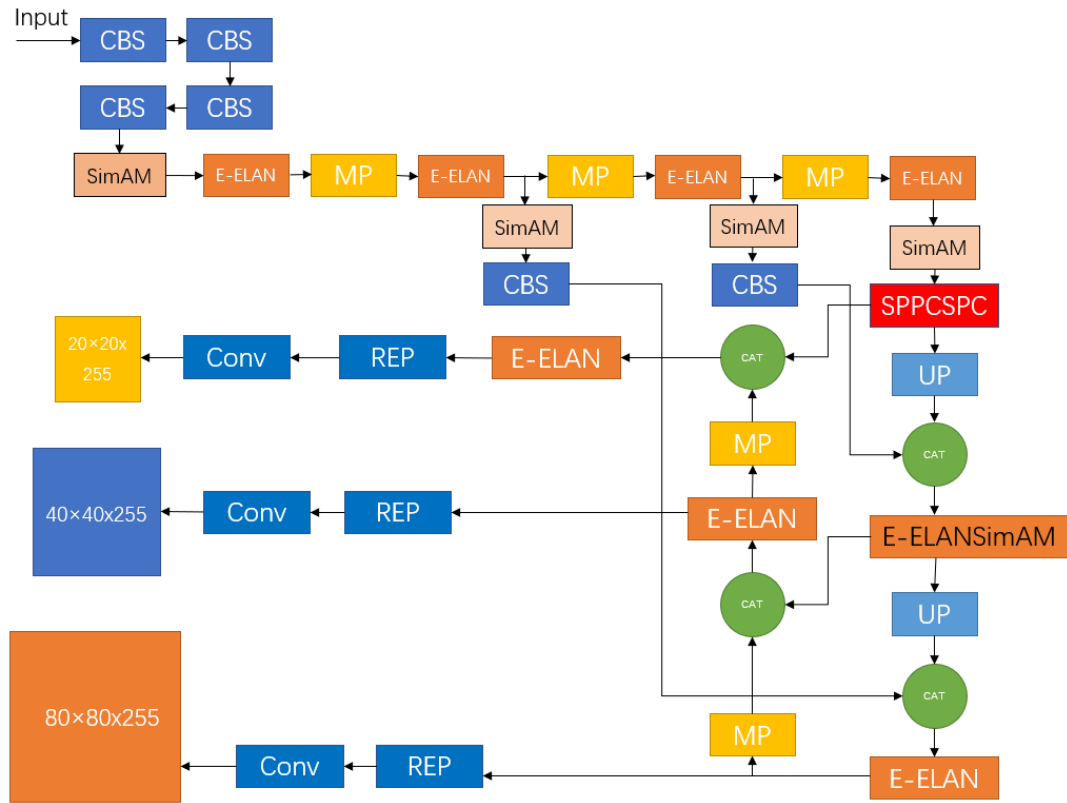 Input
CBS
CBS
CBS
CBS
SimAM
E-ELAN
MP
E-ELAN
MP
E-ELAN
MP
E-ELAN
SimAM
SimAM
SimAM
CBS
CBS
SPPCSPC
20×20x
255
Conv
REP
E-ELAN
CAT
UP
MP
CAT
40×40x255
Conv
REP
E-ELAN
E-ELANSimAM
CAT
UP
80×80x255
CAT
MP
Conv
REP
E-ELAN